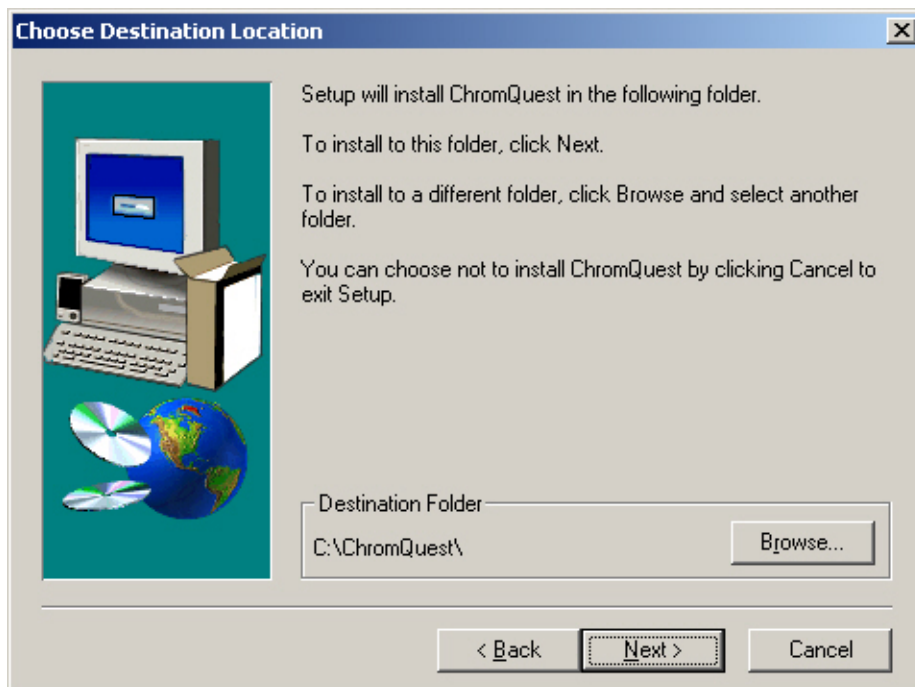 Choose Destination Location
Setup will install ChromQuest in the following folder.
To install to this folder, click Next.
To install to a different folder, click Browse and select another
folder.
You can choose not to install ChromQuest by clicking Cancel to
exit Setup.
Destination Folder
C:\ChromQuest\
Browse...
< Back
Next >
Cancel